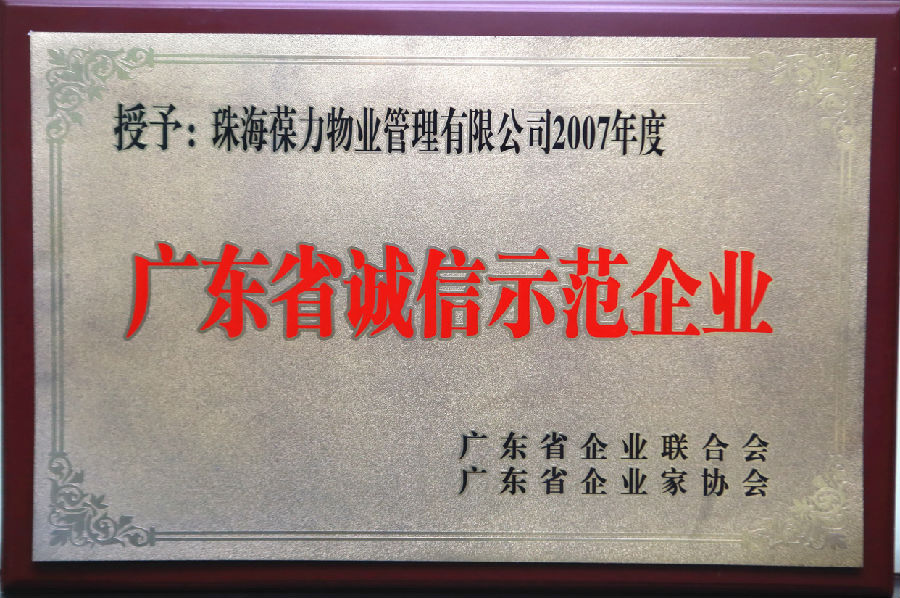 授予：珠海葆力物业管理有限公司2007年度
广东省诚信示范企业
广东省企业联合会
广东省企业家协会